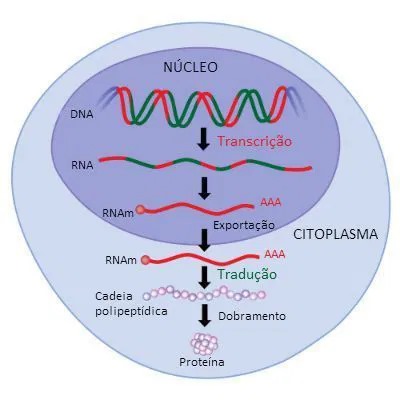 NÚCLEO
DNA
Transcrição
RNA
RNAm
AAA
Exportação
CITOPLASMA
RNAm
AAA
Tradução
Cadeia
polipeptídica
Dobramento
Proteína